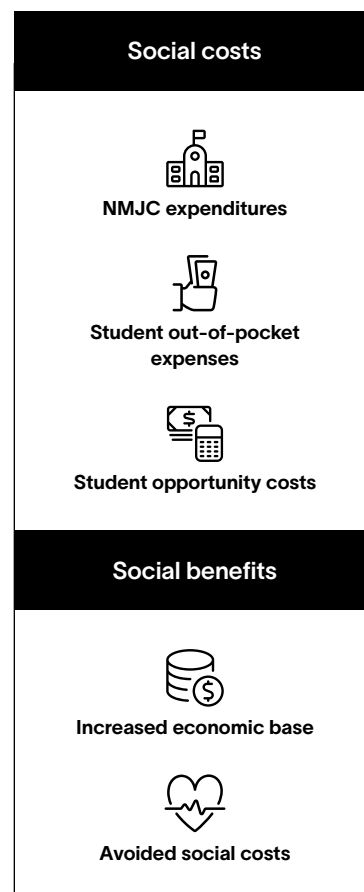 Social costs
NMJC expenditures
Student out-of-pocket
expenses
$
Student opportunity costs
Social benefits
$
Increased economic base
Avoided social costs